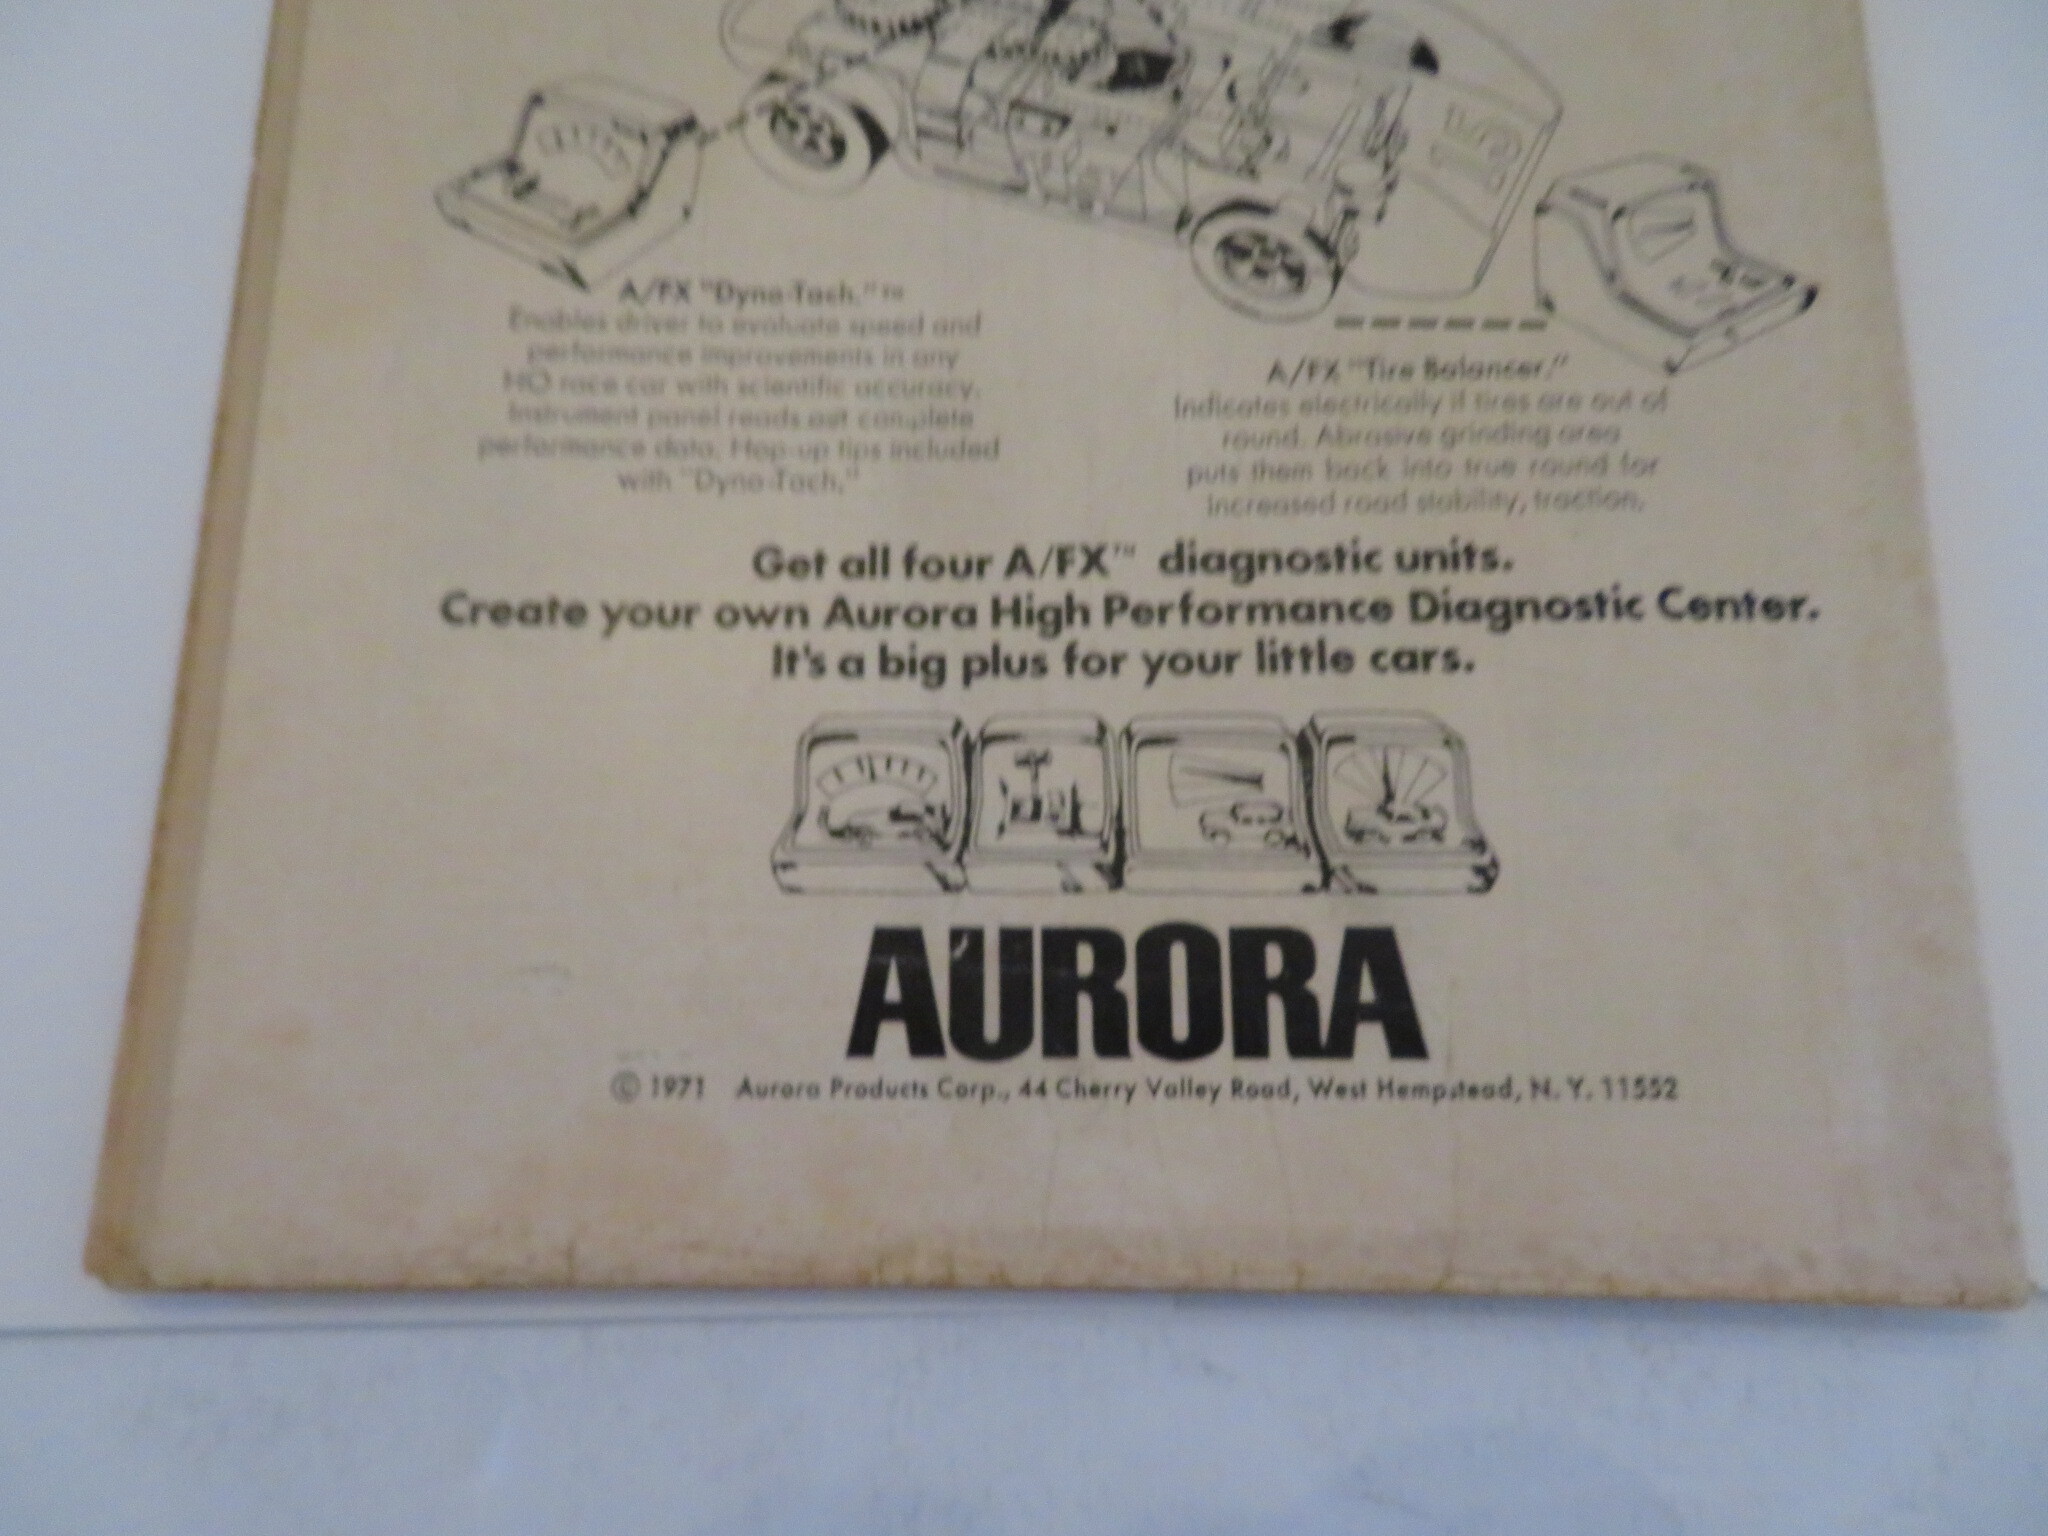 15
A/FX "Dyno-Tach."™
Enables driver to evaluate speed and
performance improvements in any
HO race car with scientific accuracy.
Instrument panel reads out complete
performance data. Hop-up tips included
with "Dyno-Tach."
A/FX "Tire Balancer."
Indicates electrically if tires are out of
round. Abrasive grinding area
puts them back into true round for
increased road stability, traction.
Get all four A/FX™ diagnostic units.
Create your own Aurora High Performance Diagnostic Center.
It's a big plus for your little cars.
AURORA
© 1971 Aurora Products Corp., 44 Cherry Valley Road, West Hempstead, N. Y. 11552